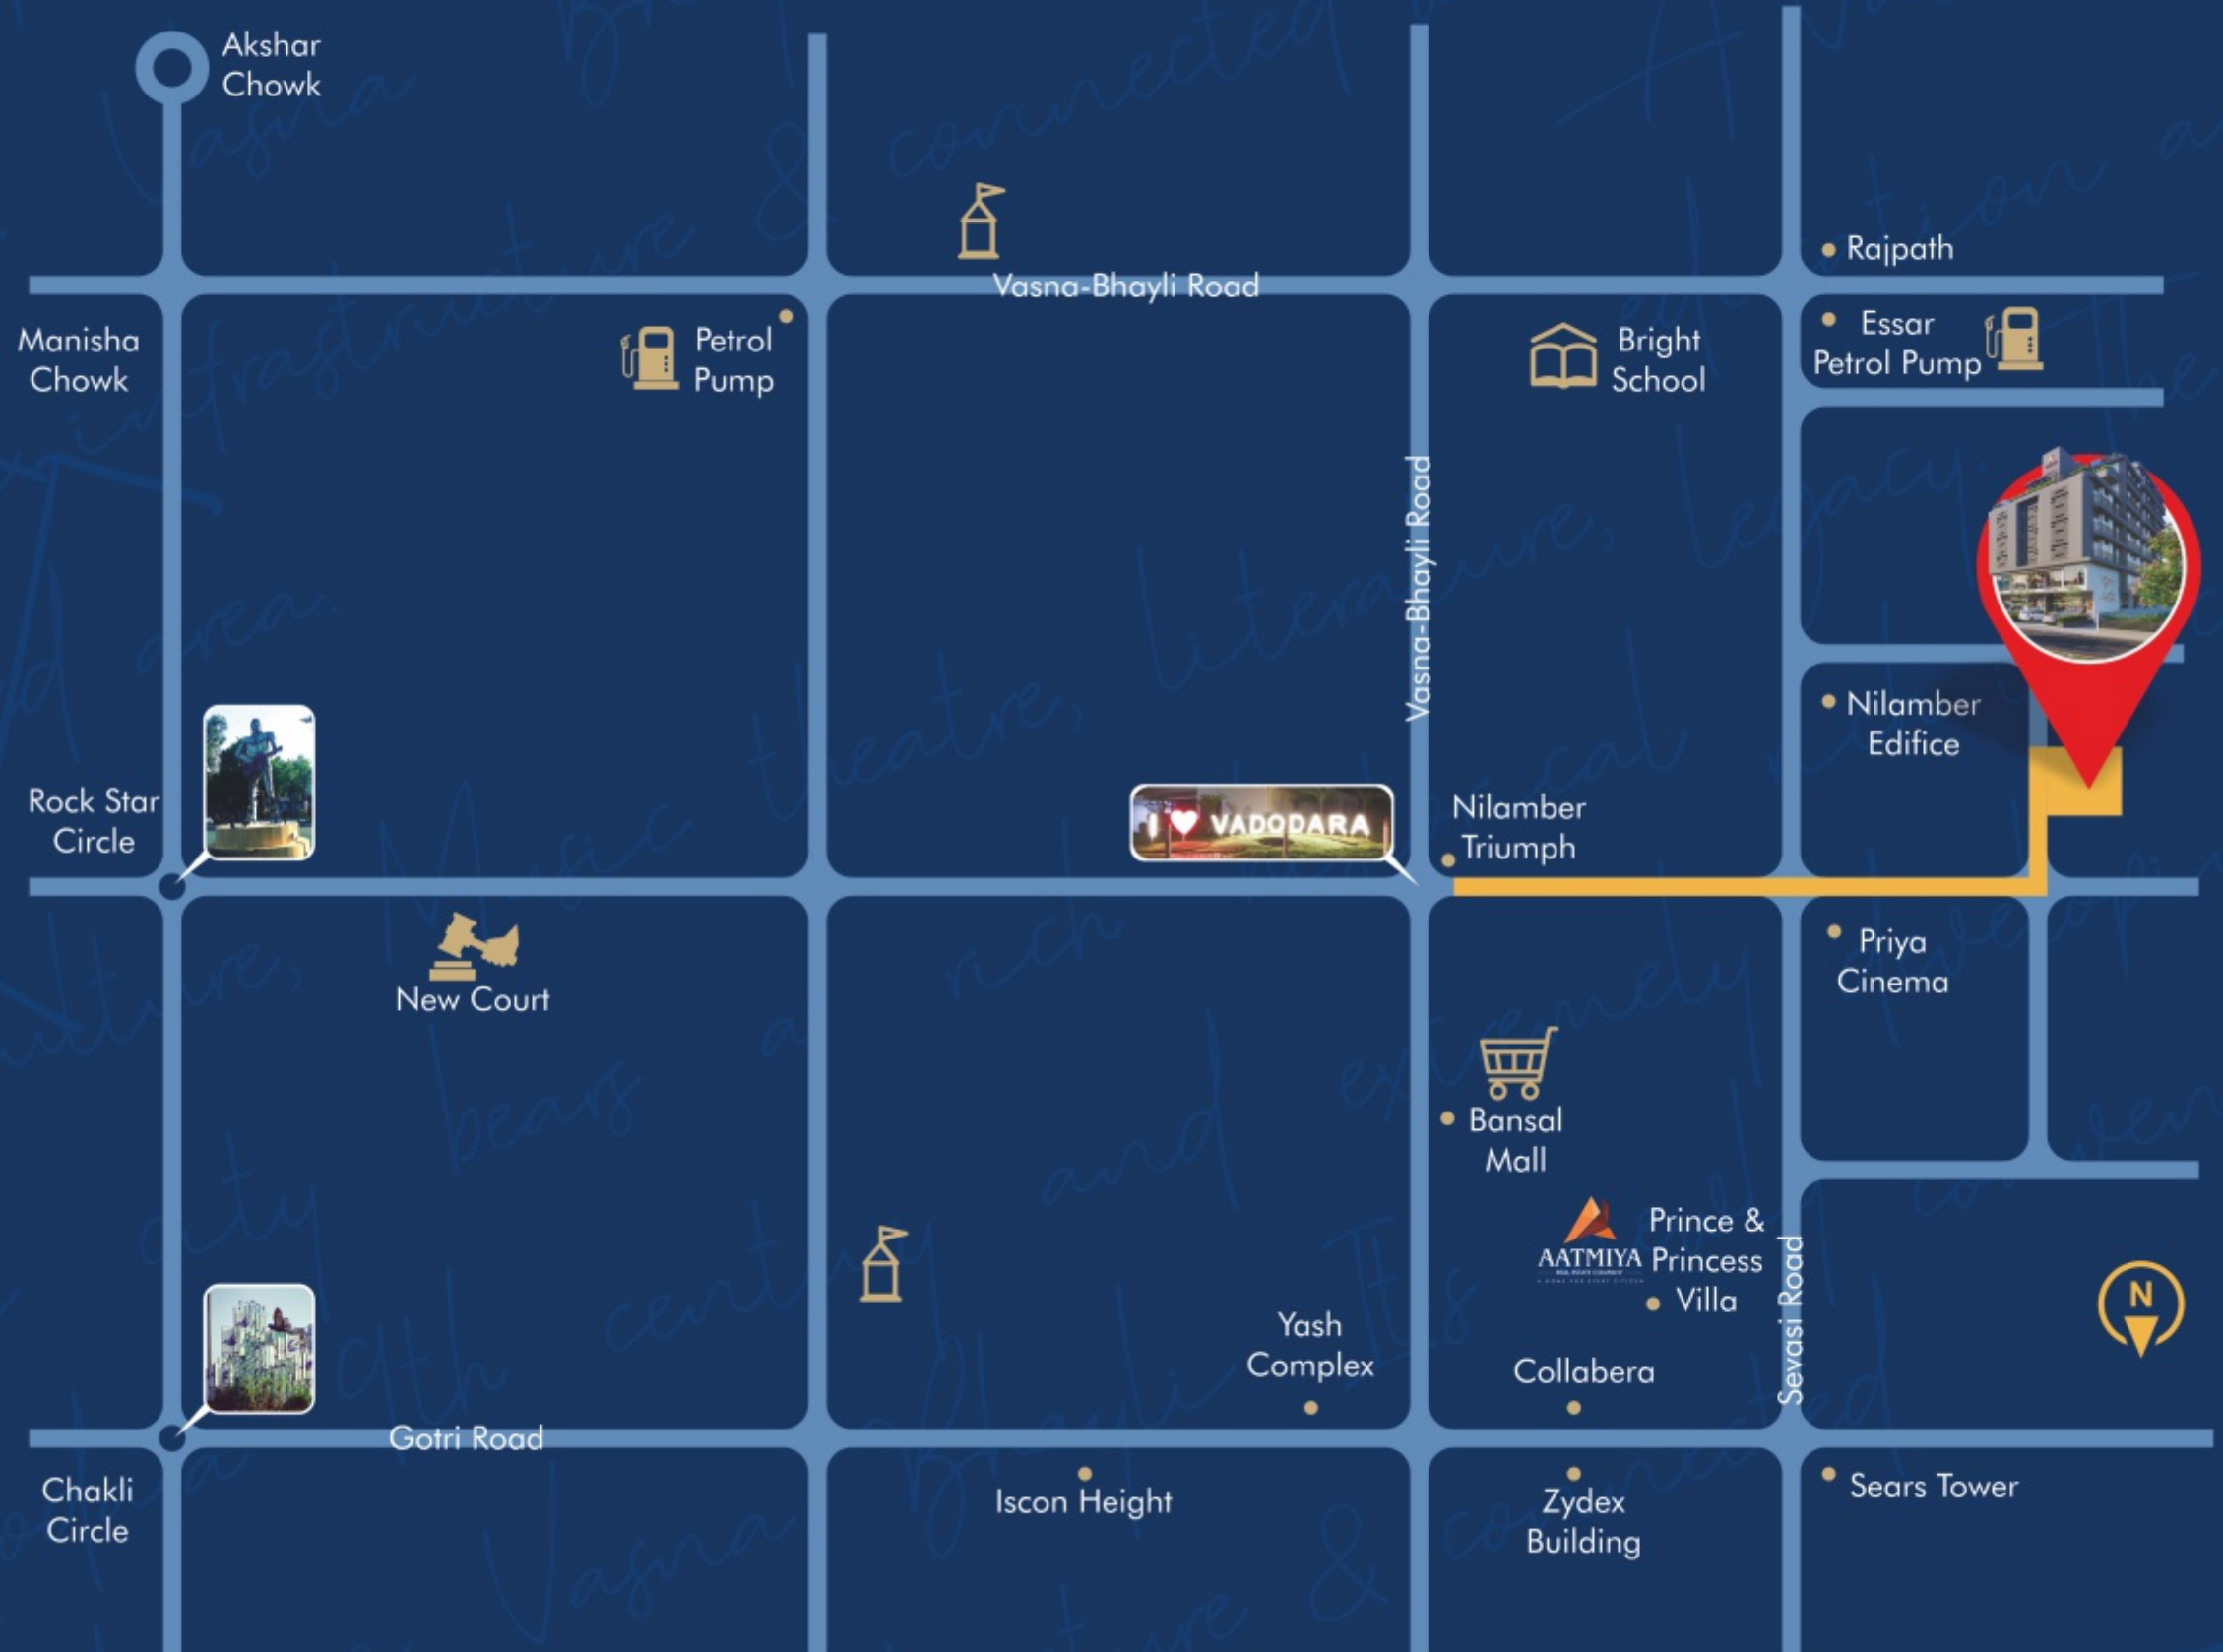 Akshar
Chowk
Vasna-Bhayli Road
Rajpath
Manisha
Chowk
Petrol
Pump
Bright
School
Essar
Petrol Pump
Vasna-Bhayli Road
Nilamber
Edifice
Rock Star
Circle
I ♥ VADODARA
Nilamber
Triumph
New Court
Priya
Cinema
Bansal
Mall
AATMIYA
Prince &
Princess
Villa
Sevasi Road
N
Yash
Complex
Collabera
Gotri Road
Chakli
Circle
Iscon Height
Zydex
Building
Sears Tower